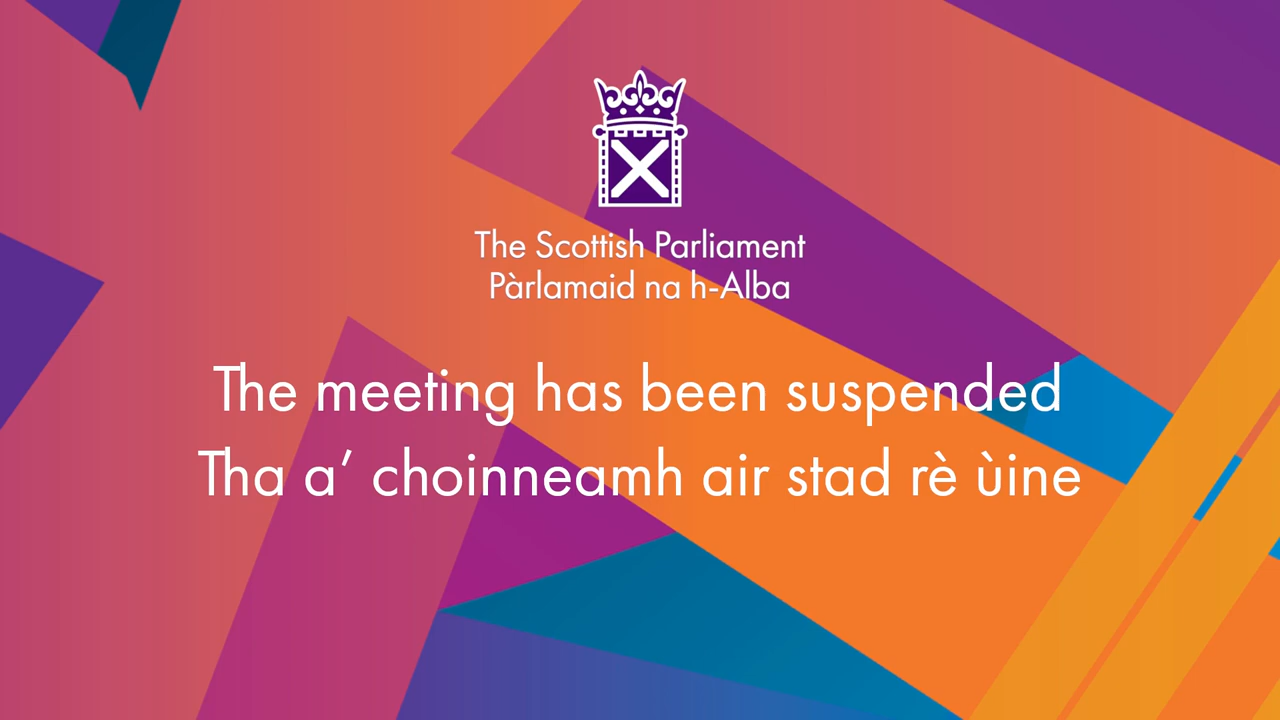 The Scottish Parliament
Pàrlamaid na h-Alba
The meeting has been suspended
Tha a’ choinneamh air stad rè ùine